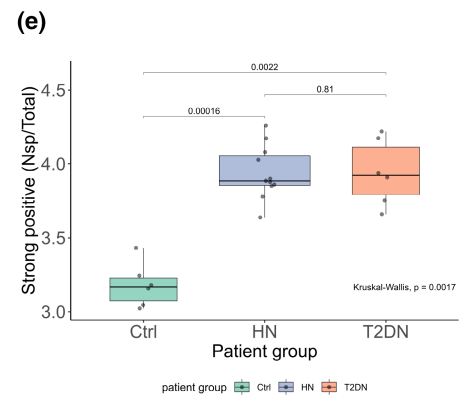 (e)
0.0022
0.81
0.00016
4.5
4.0
3.5
3.0
Strong positive (Nsp/Total)
Kruskal-Wallis, p = 0.0017
Ctrl HN T2DN
Patient group
patient group Ctrl HN T2DN